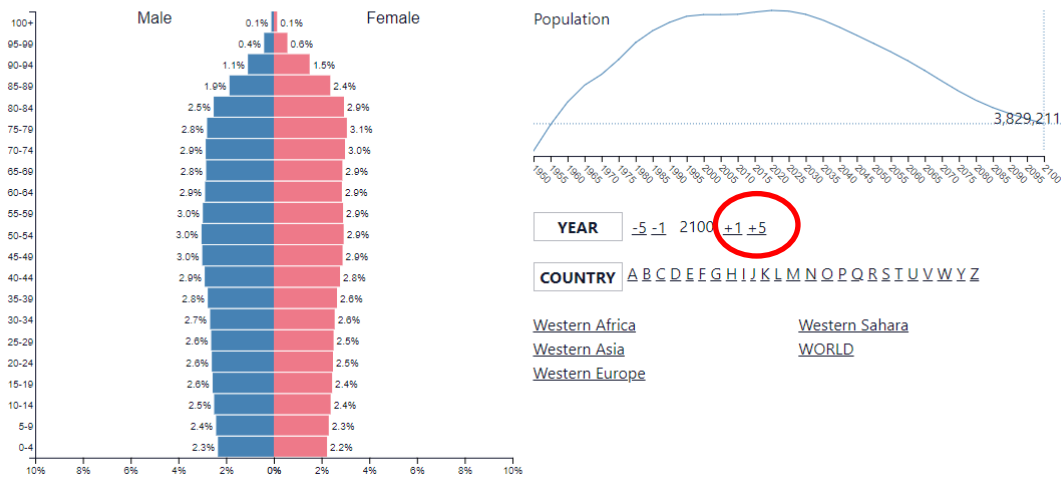 Male Female
100+ 0.1% 0.1%
95-99 0.4% 0.6%
90-94 1.1% 1.5%
85-89 1.9% 2.4%
80-84 2.5% 2.9%
75-79 2.8% 3.1%
70-74 2.9% 3.0%
65-69 2.8% 2.9%
60-64 2.9% 2.9%
55-59 3.0% 2.9%
50-54 3.0% 2.9%
45-49 3.0% 2.9%
40-44 2.9% 2.8%
35-39 2.8% 2.6%
30-34 2.7% 2.6%
25-29 2.6% 2.5%
20-24 2.6% 2.5%
15-19 2.6% 2.4%
10-14 2.5% 2.4%
5-9 2.4% 2.3%
0-4 2.3% 2.2%
10% 8% 6% 4% 2% 0% 2% 4% 6% 8% 10%
Population
3,829,211
1950 1955 1960 1965 1970 1975 1980 1985 1990 1995 2000 2005 2010 2015 2020 2025 2030 2035 2040 2045 2050 2055 2060 2065 2070 2075 2080 2085 2090 2095 2100
YEAR -5 -1 2100 +1 +5
COUNTRY A B C D E F G H I J K L M N O P Q R S T U V W Y Z
Western Africa Western Sahara
Western Asia WORLD
Western Europe